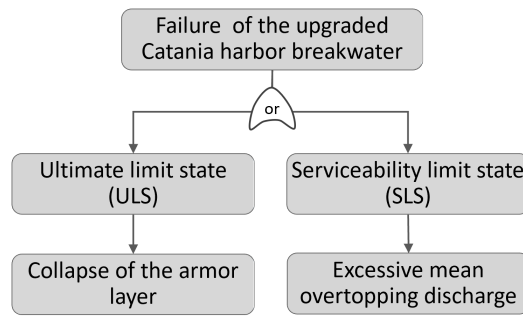 Failure of the upgraded
Catania harbor breakwater
or
Ultimate limit state
(ULS)
Serviceability limit state
(SLS)
Collapse of the armor
layer
Excessive mean
overtopping discharge